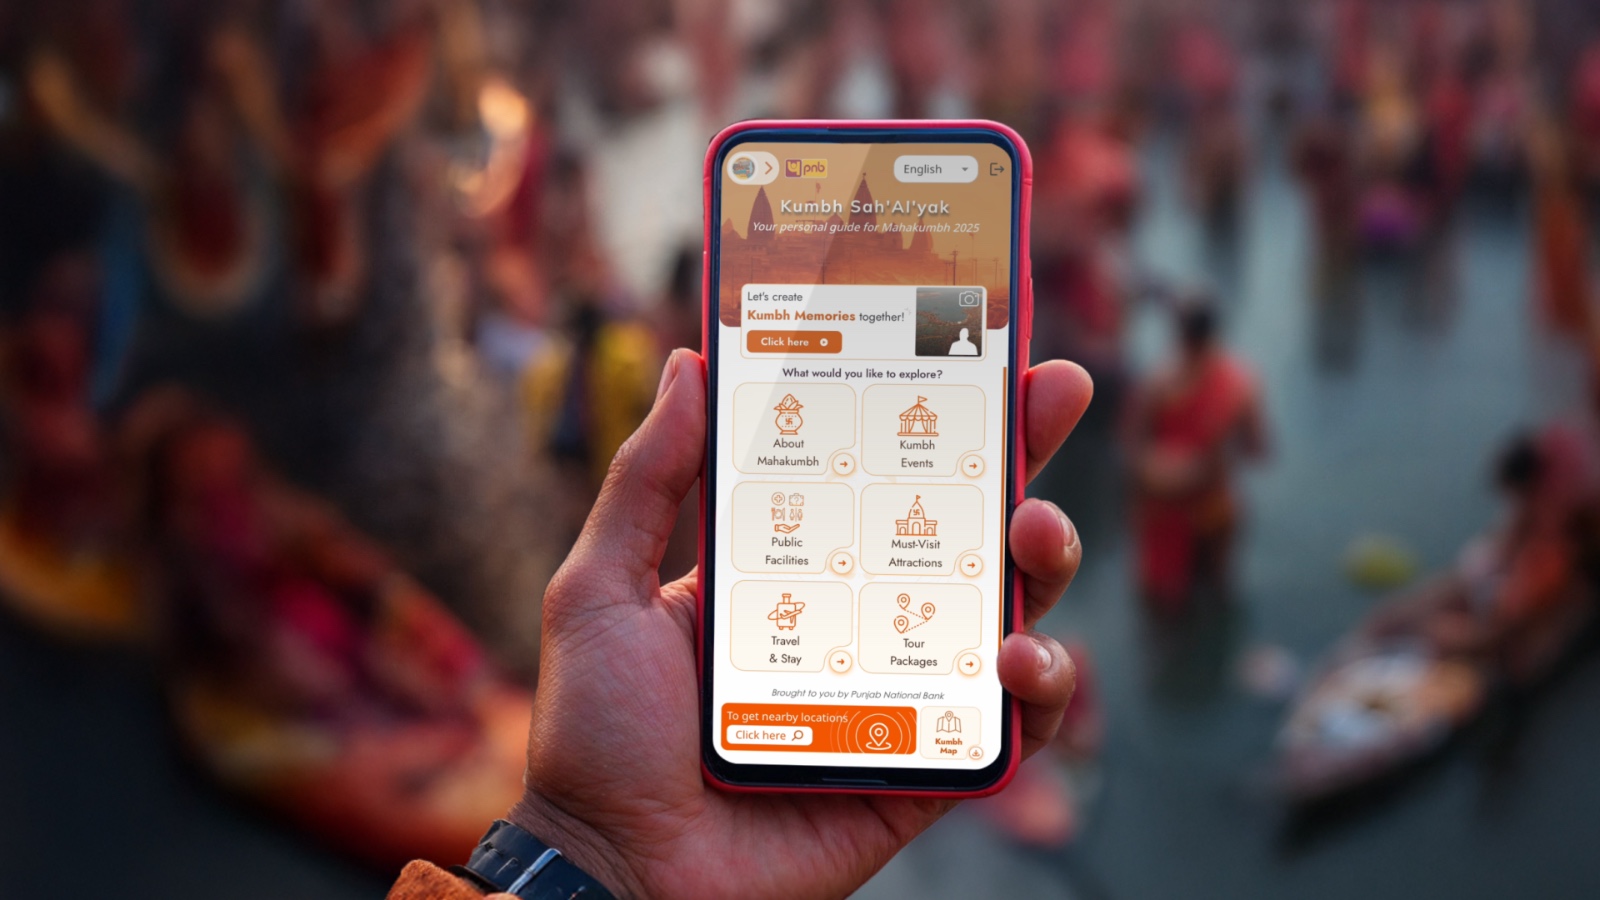 pnb
English
Kumbh Sah'AI'yak
Your personal guide for Mahakumbh 2025
Let's create
Kumbh Memories together!
Click here
What would you like to explore?
About
Mahakumbh
Kumbh
Events
Public
Facilities
Must-Visit
Attractions
Travel
& Stay
Tour
Packages
Brought to you by Punjab National Bank
To get nearby locations
Click here
Kumbh
Map